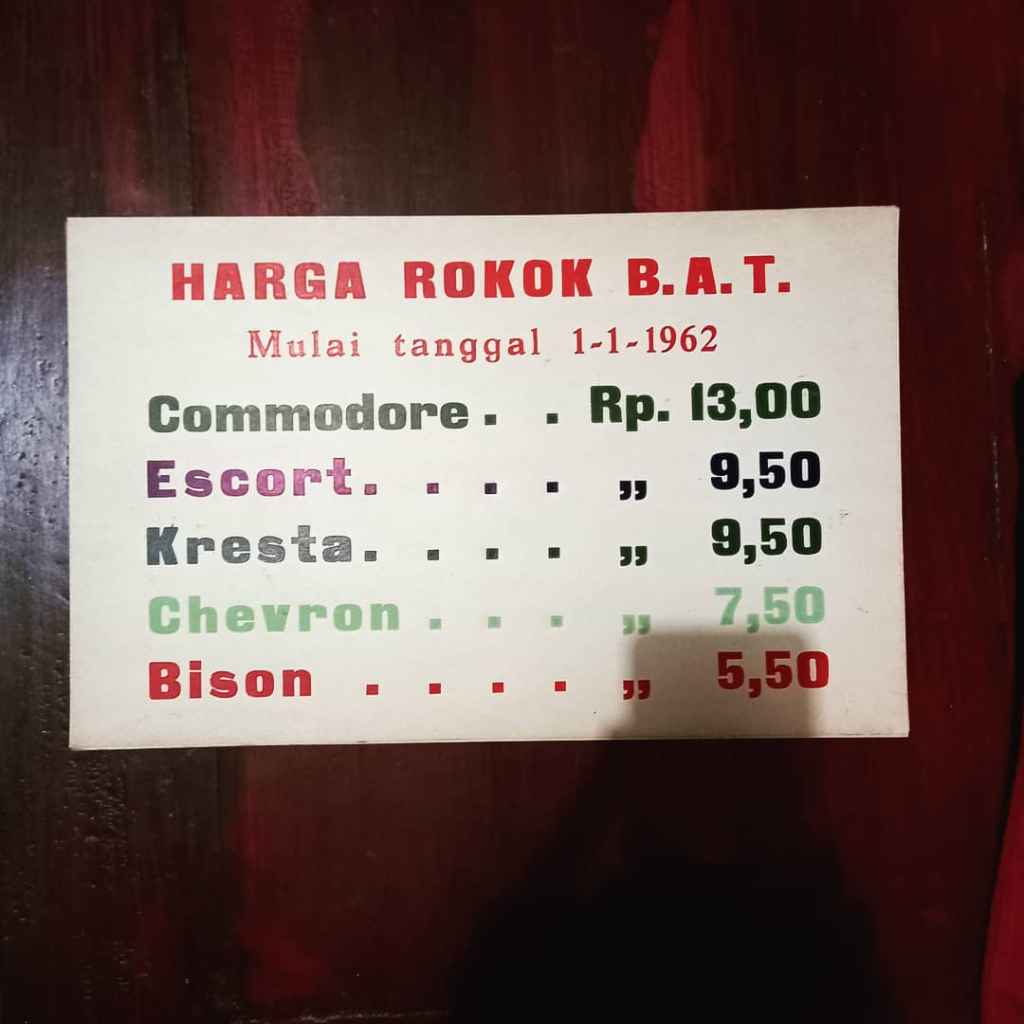 HARGA ROKOK B.A.T.
Mulai tanggal 1-1-1962
Commodore . . Rp. 13,00
Escort. . . . „ 9,50
Kresta. . . . „ 9,50
Chevron . . . „ 7,50
Bison . . . . „ 5,50